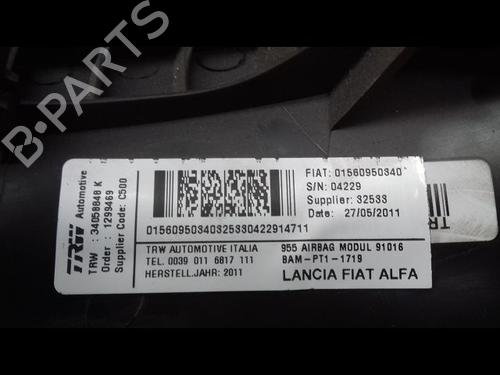 B-PARTS
TRW Automotive
TRW : 34058848 K
Order : 1299469
Supplier Code: C500
0156095034032533042291471​1
FIAT: 01560950340
S/N: 04229
Supplier: 32533
Date: 27/05/2011
TRW AUTOMOTIVE ITALIA
TEL. 0039 011 6817 111
HERSTELL.JAHR: 2011
955 AIRBAG MODUL 91016
BAM-PT1-1719
LANCIA FIAT ALFA